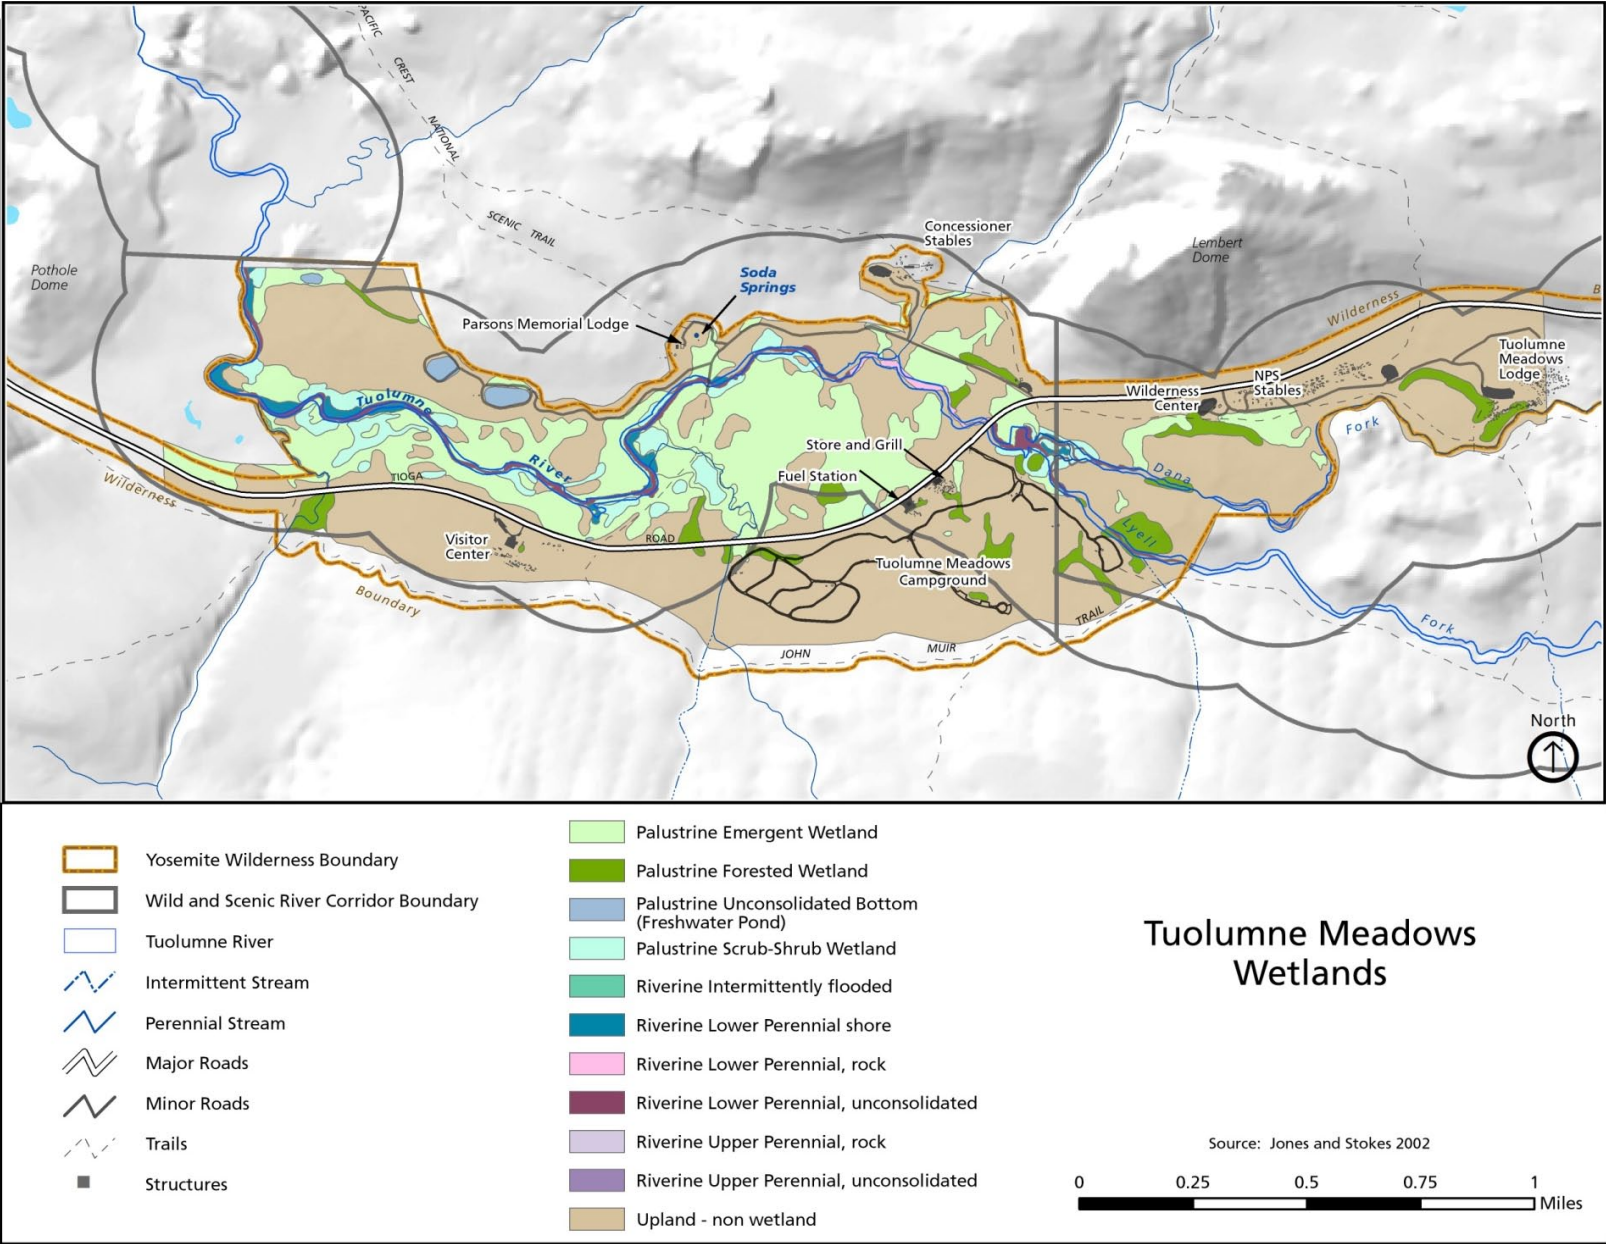 PACIFIC
CREST
NATIONAL
SCENIC TRAIL
Concessioner
Stables
Lembert
Dome
Pothole
Dome
Soda
Springs
Parsons Memorial Lodge
Wilderness
B
Tuolumne
Meadows
Lodge
NPS
Stables
Wilderness
Center
Tuolumne
River
Fork
Store and Grill
Fuel Station
Dana
TIOGA
Wilderness
Lyell
Visitor
Center
ROAD
Tuolumne Meadows
Campground
Boundary
TRAIL
Fork
JOHN
MUIR
North
Yosemite Wilderness Boundary
Wild and Scenic River Corridor Boundary
Tuolumne River
Intermittent Stream
Perennial Stream
Major Roads
Minor Roads
Trails
Structures
Palustrine Emergent Wetland
Palustrine Forested Wetland
Palustrine Unconsolidated Bottom
(Freshwater Pond)
Palustrine Scrub-Shrub Wetland
Riverine Intermittently flooded
Riverine Lower Perennial shore
Riverine Lower Perennial, rock
Riverine Lower Perennial, unconsolidated
Riverine Upper Perennial, rock
Riverine Upper Perennial, unconsolidated
Upland - non wetland
Tuolumne Meadows
Wetlands
Source: Jones and Stokes 2002
0 0.25 0.5 0.75 1
Miles